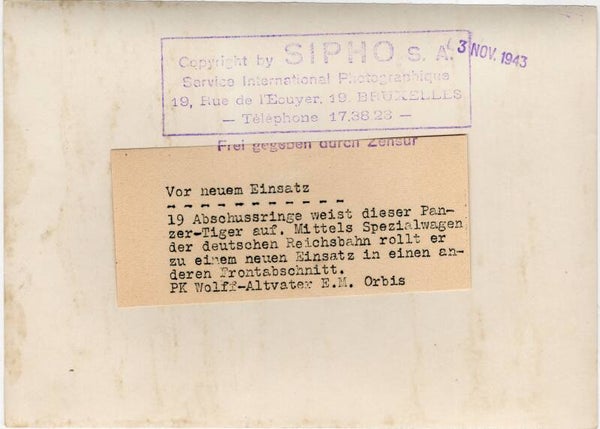 Copyright by SIPHO, S. A.
3 NOV. 1943
Service International Photographique
19, Rue de l'Ecuyer, 19, BRUXELLES
— Téléphone 17.38.23 —
Frei gegeben durch Zensur
Vor neuem Einsatz
- - - - - - - - - - -
19 Abschussringe weist dieser Pan-
zer-Tiger auf. Mittels Spezialwagen
der deutschen Reichsbahn rollt er
zu einem neuen Einsatz in einen an-
deren Frontabschnitt.
PK Wolff-Altvater E.M. Orbis